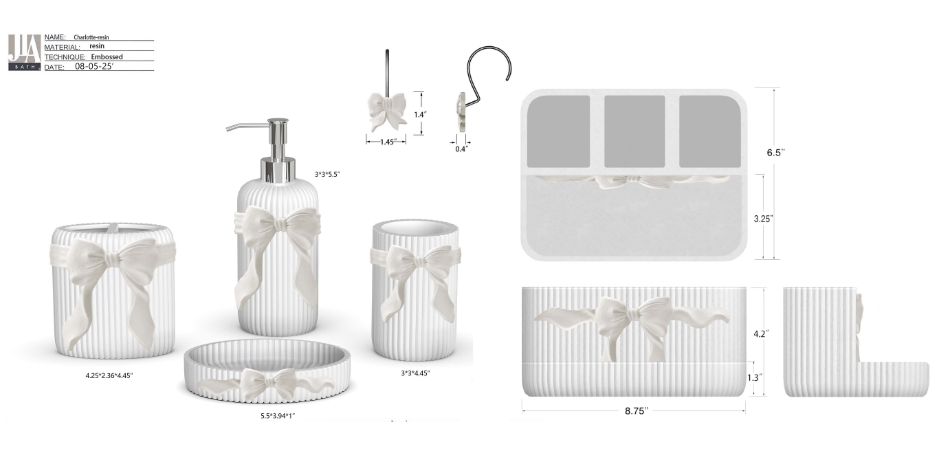 JLA
BATH
NAME: Charlotte-resin
MATERIAL: resin
TECHNIQUE: Embossed
DATE: 08-05-25'
1.4"
1.45"
0.4"
3*3*5.5"
4.25*2.36*4.45"
3*3*4.45"
5.5*3.94*1"
6.5"
3.25"
4.2"
1.3"
8.75"